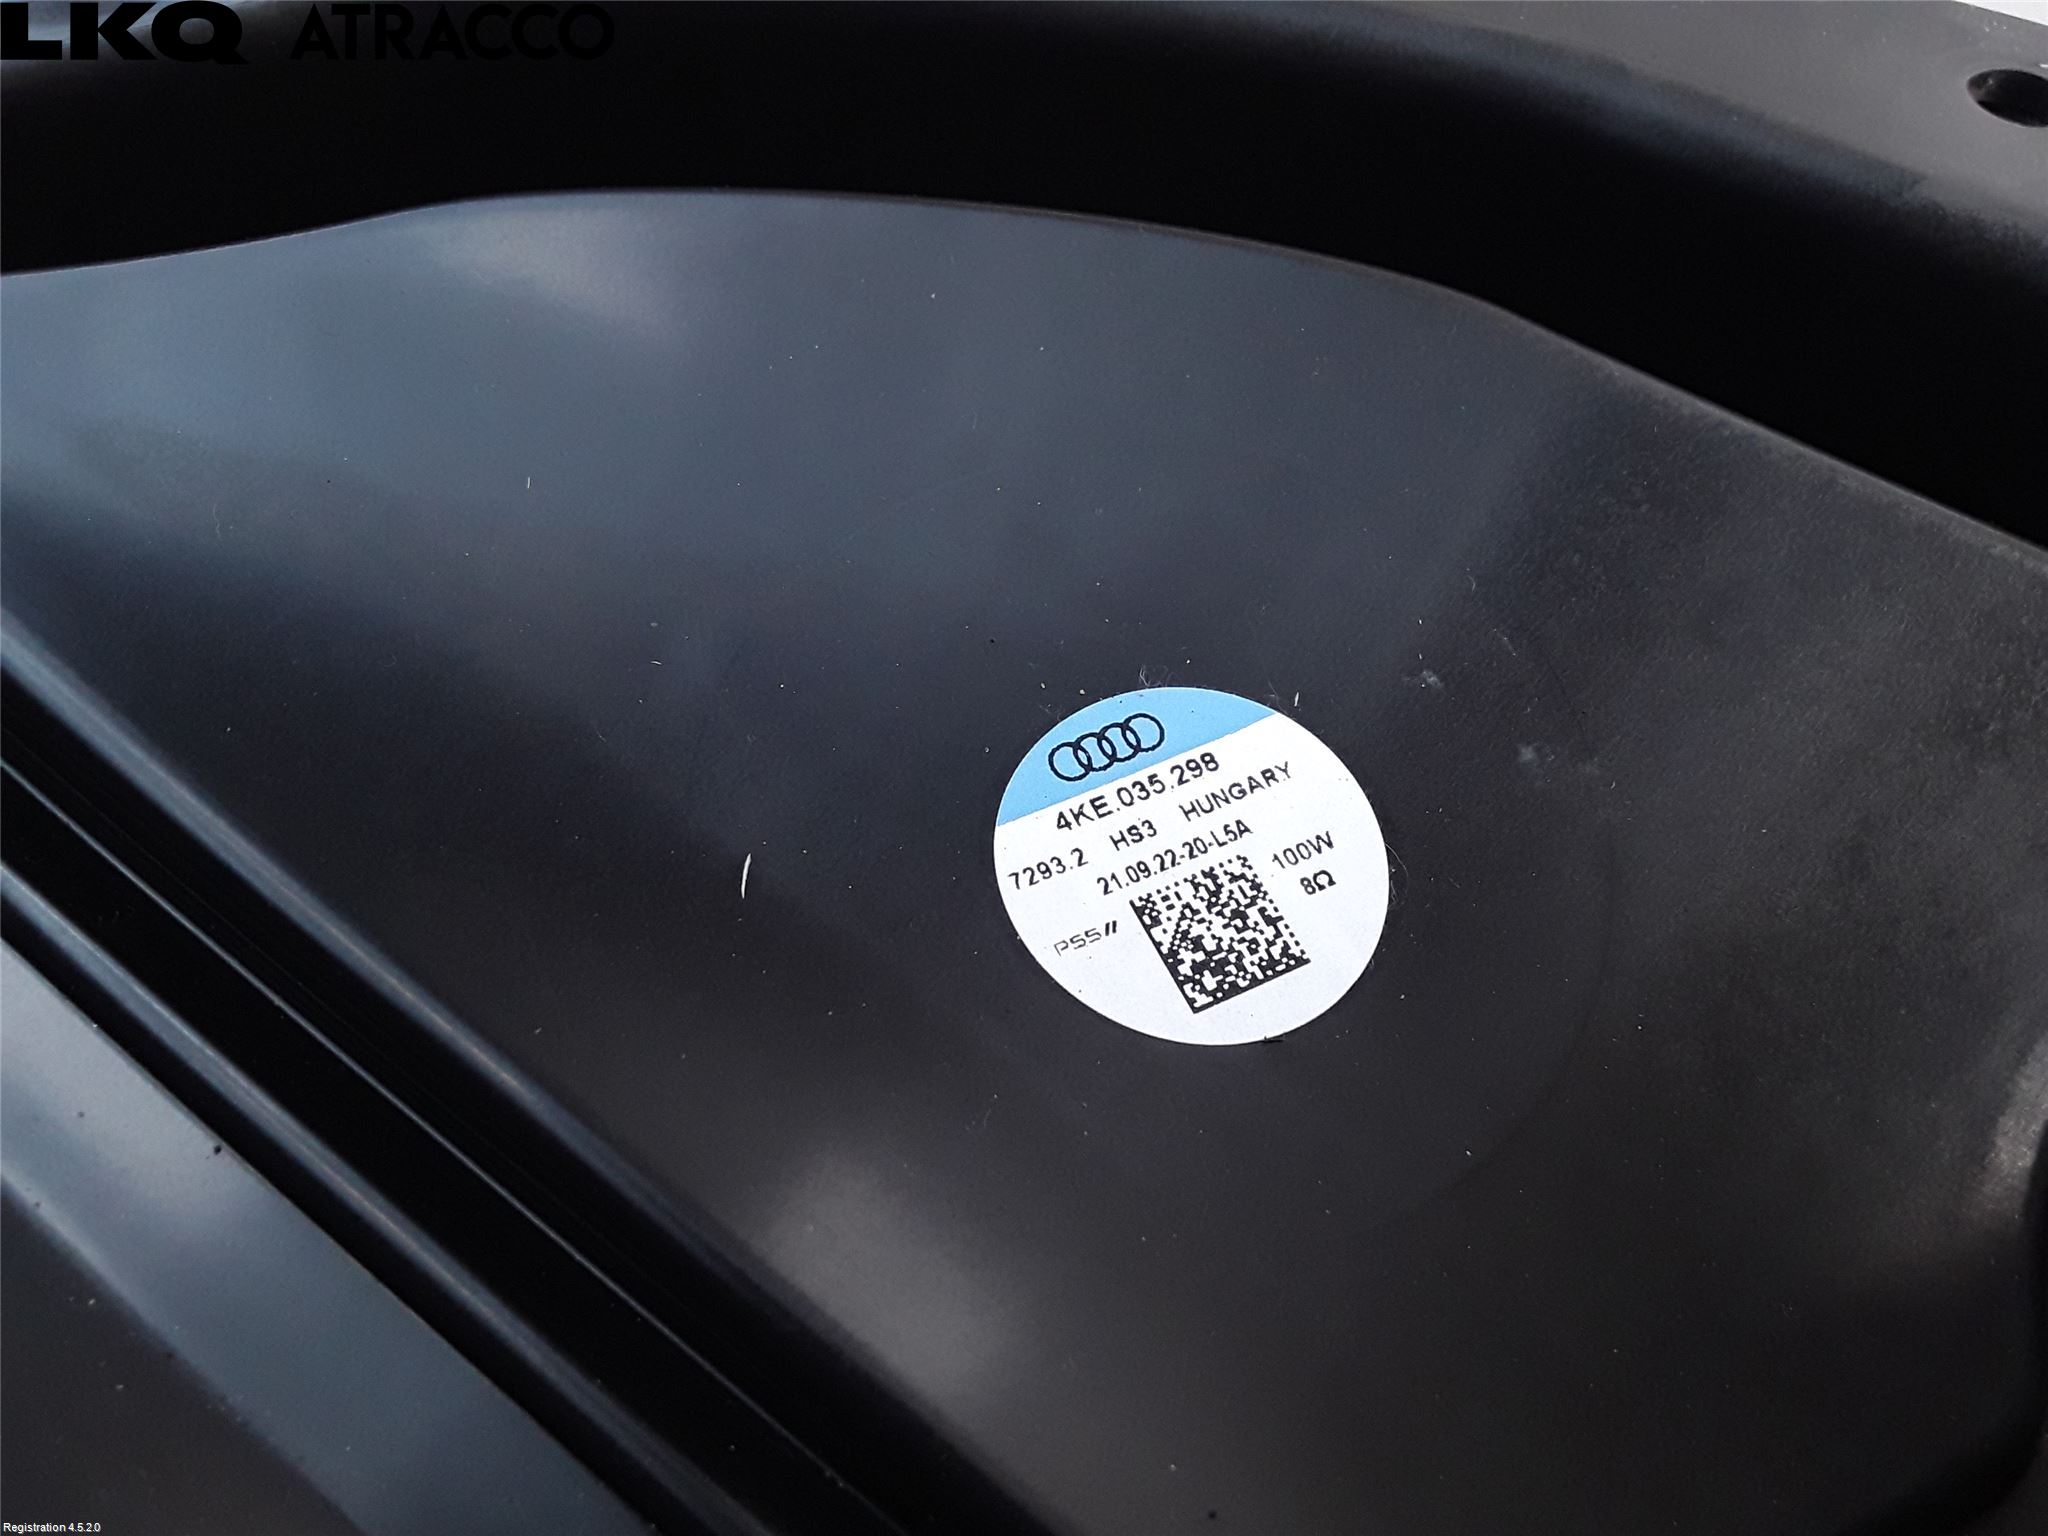 LKQ ATRACCO
4KE.035.298
7293.2 HS3 HUNGARY
21.09.22-20-L5A
100W
8Ω
PSS//
Registration 4.5.2.0